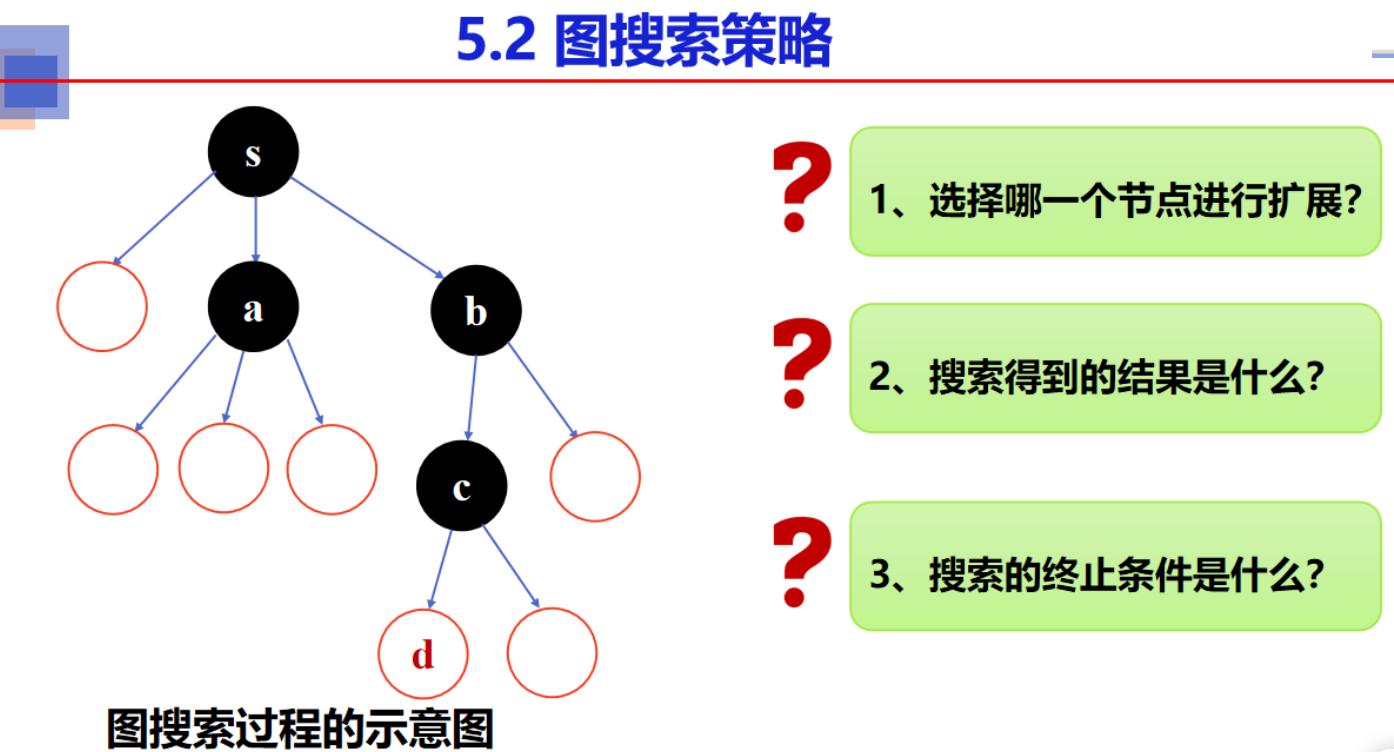 5.2 图搜索策略
s
a
b
c
d
图搜索过程的示意图
?
1、选择哪一个节点进行扩展?
?
2、搜索得到的结果是什么?
?
3、搜索的终止条件是什么?